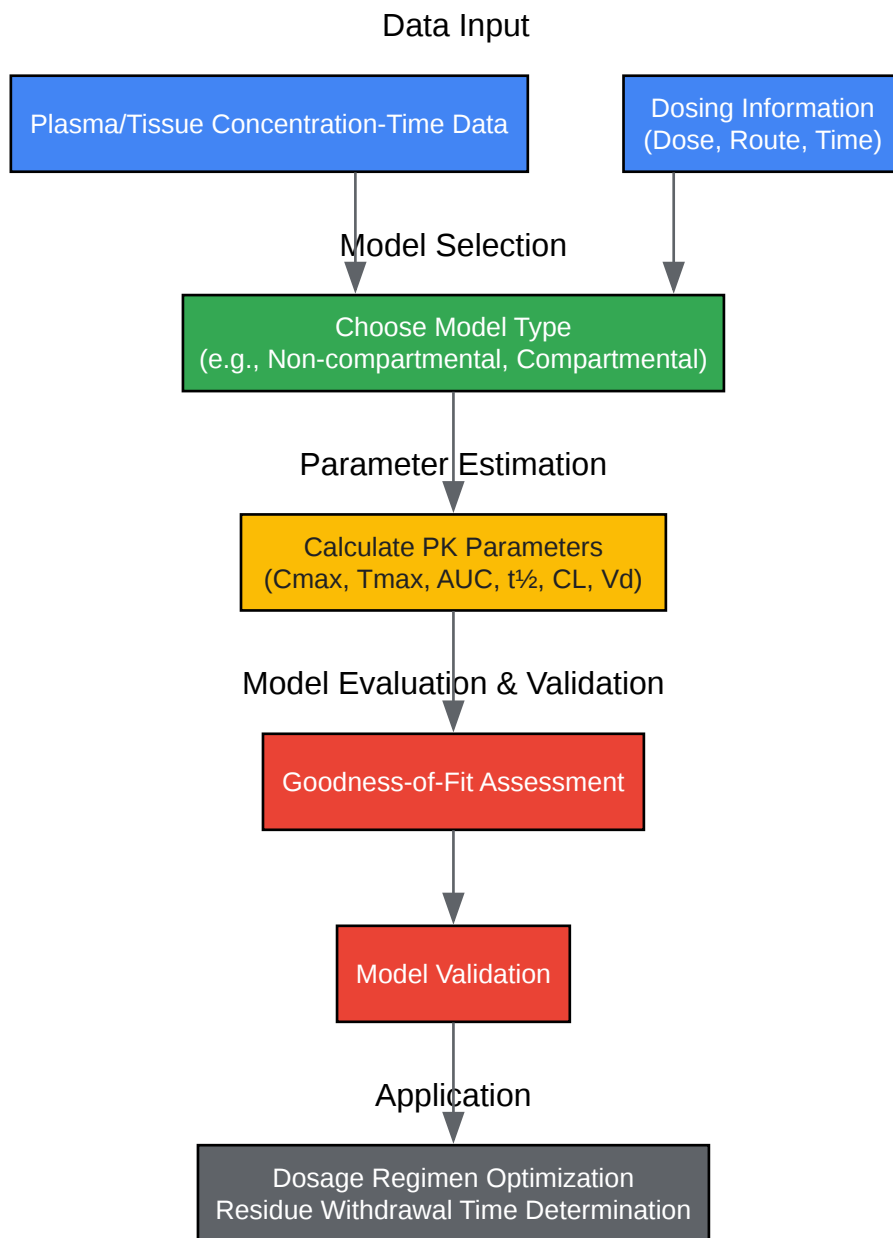 Data Input
Plasma/Tissue Concentration-Time Data
Dosing Information
(Dose, Route, Time)
Model Selection
Choose Model Type
(e.g., Non-compartmental, Compartmental)
Parameter Estimation
Calculate PK Parameters
(Cmax, Tmax, AUC, t½, CL, Vd)
Model Evaluation & Validation
Goodness-of-Fit Assessment
Model Validation
Application
Dosage Regimen Optimization
Residue Withdrawal Time Determination